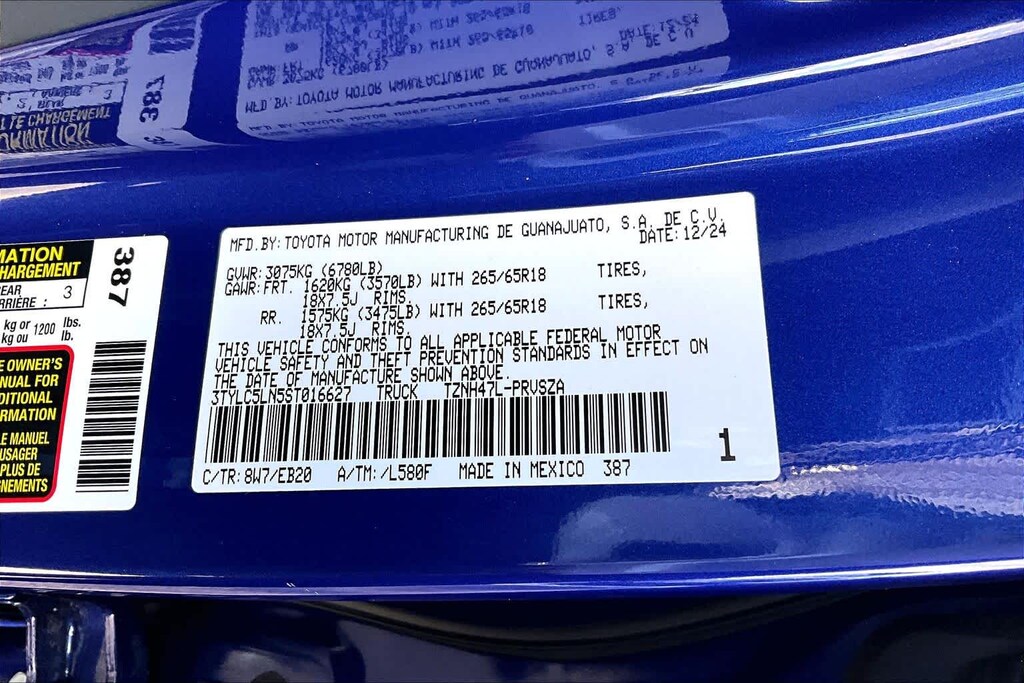 MFD.BY: TOYOTA MOTOR MANUFACTURING DE GUANAJUATO, S.A. DE C.V.
DATE: 12/24
GVWR: 3075KG (6780LB)
GAWR: FRT. 1620KG (3570LB) WITH 265/65R18 TIRES,
18X7.5J RIMS.
RR. 1575KG (3475LB) WITH 265/65R18 TIRES,
18X7.5J RIMS.
THIS VEHICLE CONFORMS TO ALL APPLICABLE FEDERAL MOTOR
VEHICLE SAFETY AND THEFT PREVENTION STANDARDS IN EFFECT ON
THE DATE OF MANUFACTURE SHOWN ABOVE.
3TYLC5LN5ST016627 TRUCK TZNH47L-PRVSZA
1
C/TR: 8W7/EB20 A/TM: /L580F MADE IN MEXICO 387
MATION
HARGEMENT
EAR
RRIÈRE : 3
kg or 1200 lbs.
kg ou lb.
E OWNER'S
ANUAL FOR
DITIONAL
ORMATION
LE MANUEL
USAGER
PLUS DE
GNEMENTS
387